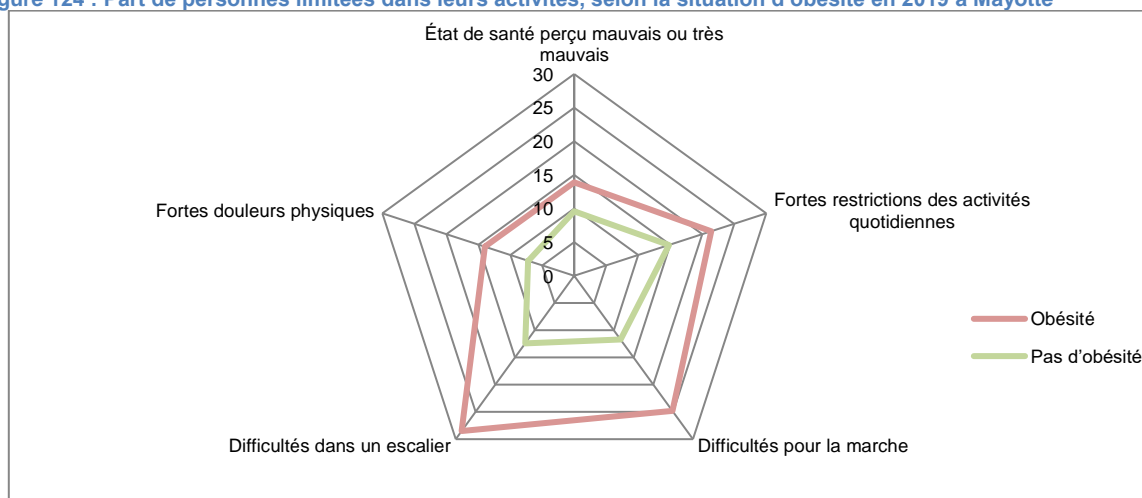 gure 124 : Part de personnes limitées dans leurs activités, selon la situation d'obésité en 2019 à Mayotte
État de santé perçu mauvais ou très
mauvais
30
25
20
15
10
5
0
Fortes restrictions des activités
quotidiennes
Fortes douleurs physiques
Obésité
Pas d'obésité
Difficultés dans un escalier
Difficultés pour la marche